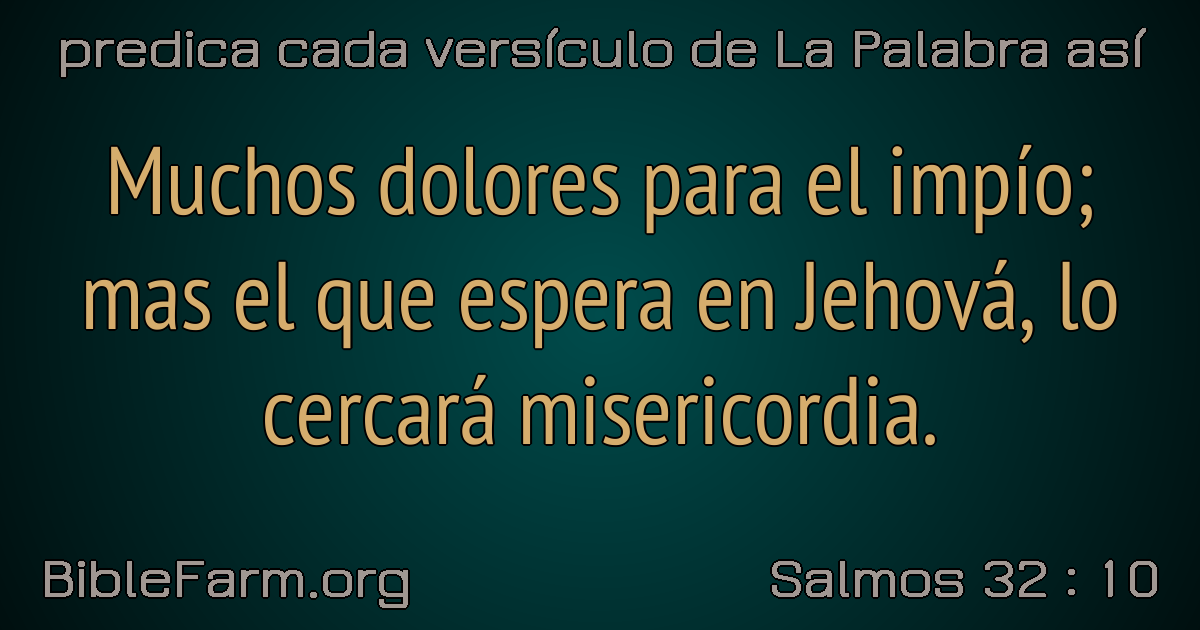 predica cada versículo de La Palabra así
Muchos dolores para el impío;
mas el que espera en Jehová, lo
cercará misericordia.
BibleFarm.org
Salmos 32 : 10